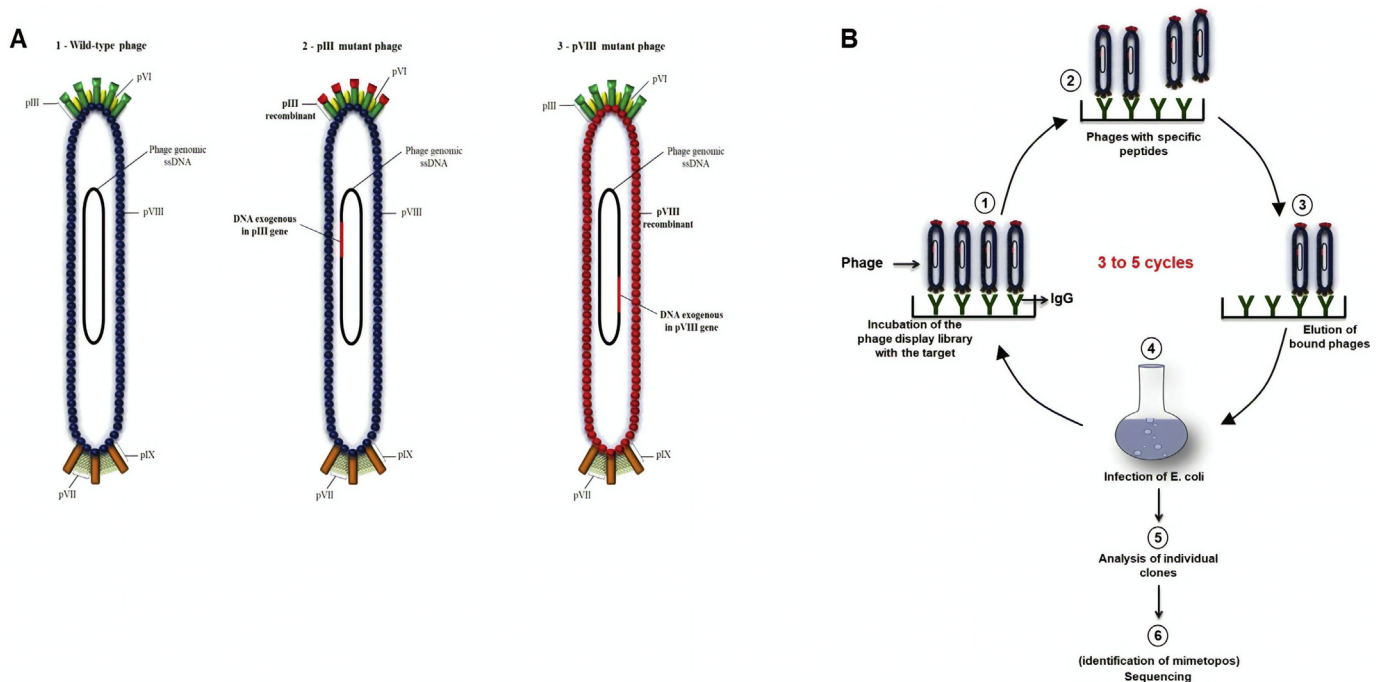 A
1 - Wild-type phage
pVI
pIII
Phage genomic
ssDNA
pVIII
pIX
pVII
2 - pIII mutant phage
pVI
pIII
recombinant
Phage genomic
ssDNA
DNA exogenous
in pIII gene
pVIII
pIX
pVII
3 - pVIII mutant phage
pVI
pIII
Phage genomic
ssDNA
pVIII
recombinant
DNA exogenous
in pVIII gene
pIX
pVII
B
1
Phage
IgG
Incubation of the
phage display library
with the target
2
Phages with specific
peptides
3
Elution of
bound phages
3 to 5 cycles
4
Infection of E. coli
5
Analysis of individual
clones
6
(identification of mimetopos)
Sequencing